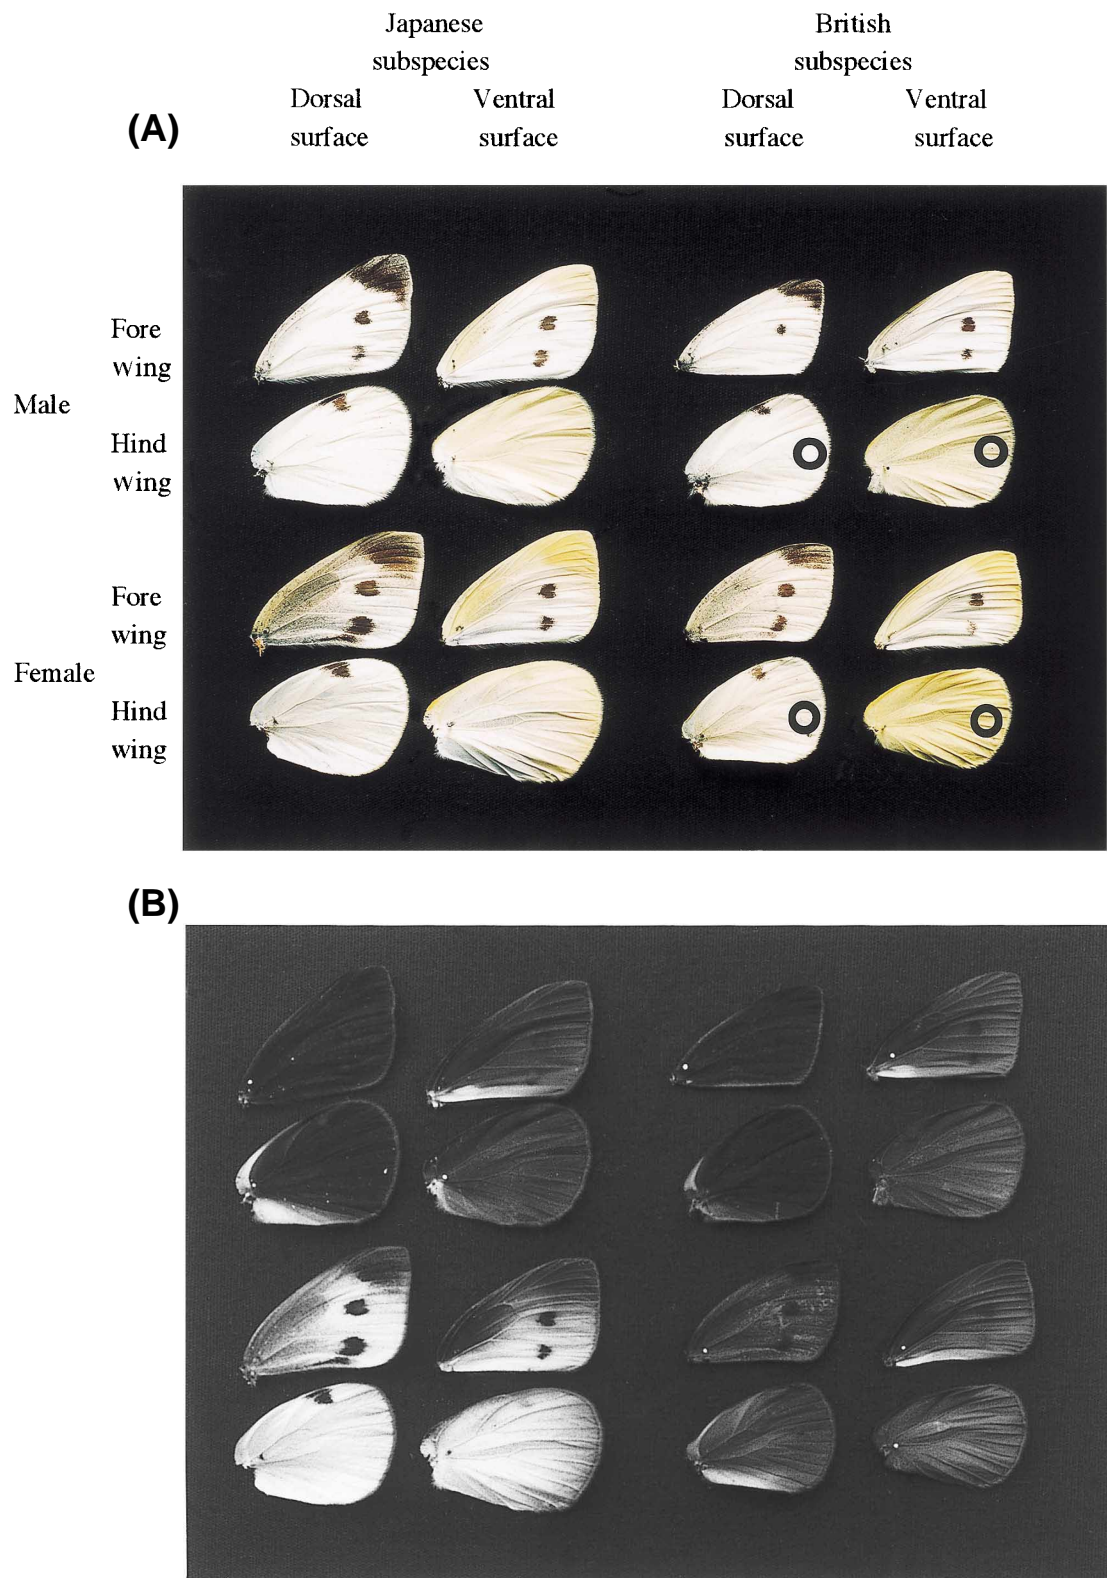 Japanese
subspecies
British
subspecies
Dorsal
surface
Ventral
surface
Dorsal
surface
Ventral
surface
(A)
Male
Fore
wing
Hind
wing
Female
Fore
wing
Hind
wing
(B)